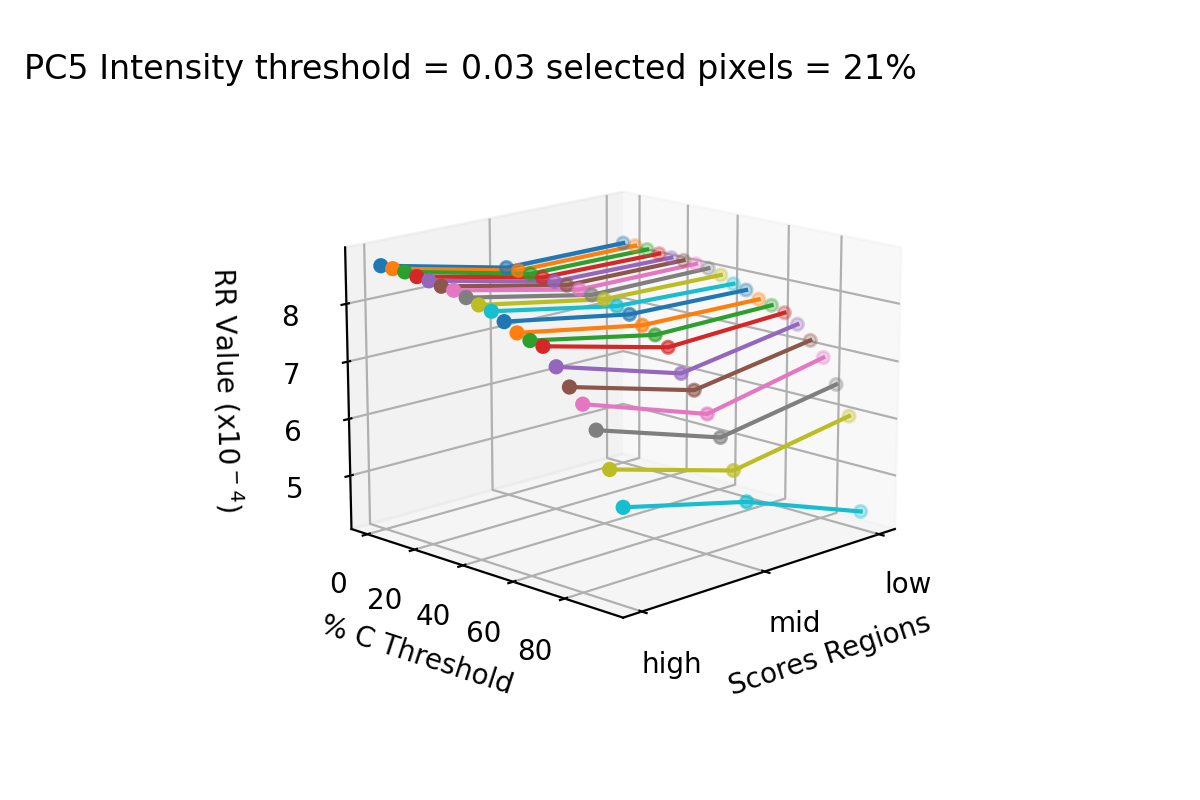 PC5 Intensity threshold = 0.03 selected pixels = 21%
RR Value (x10⁻⁴)
8
7
6
5
0
20
40
60
80
% C Threshold
high
mid
low
Scores Regions